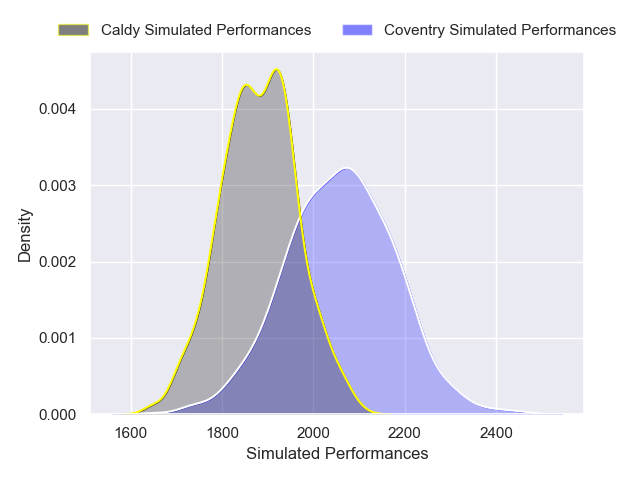 Caldy Simulated Performances Coventry Simulated Performances
0.004
0.003
0.002
0.001
0.000
Density
1600 1800 2000 2200 2400
Simulated Performances